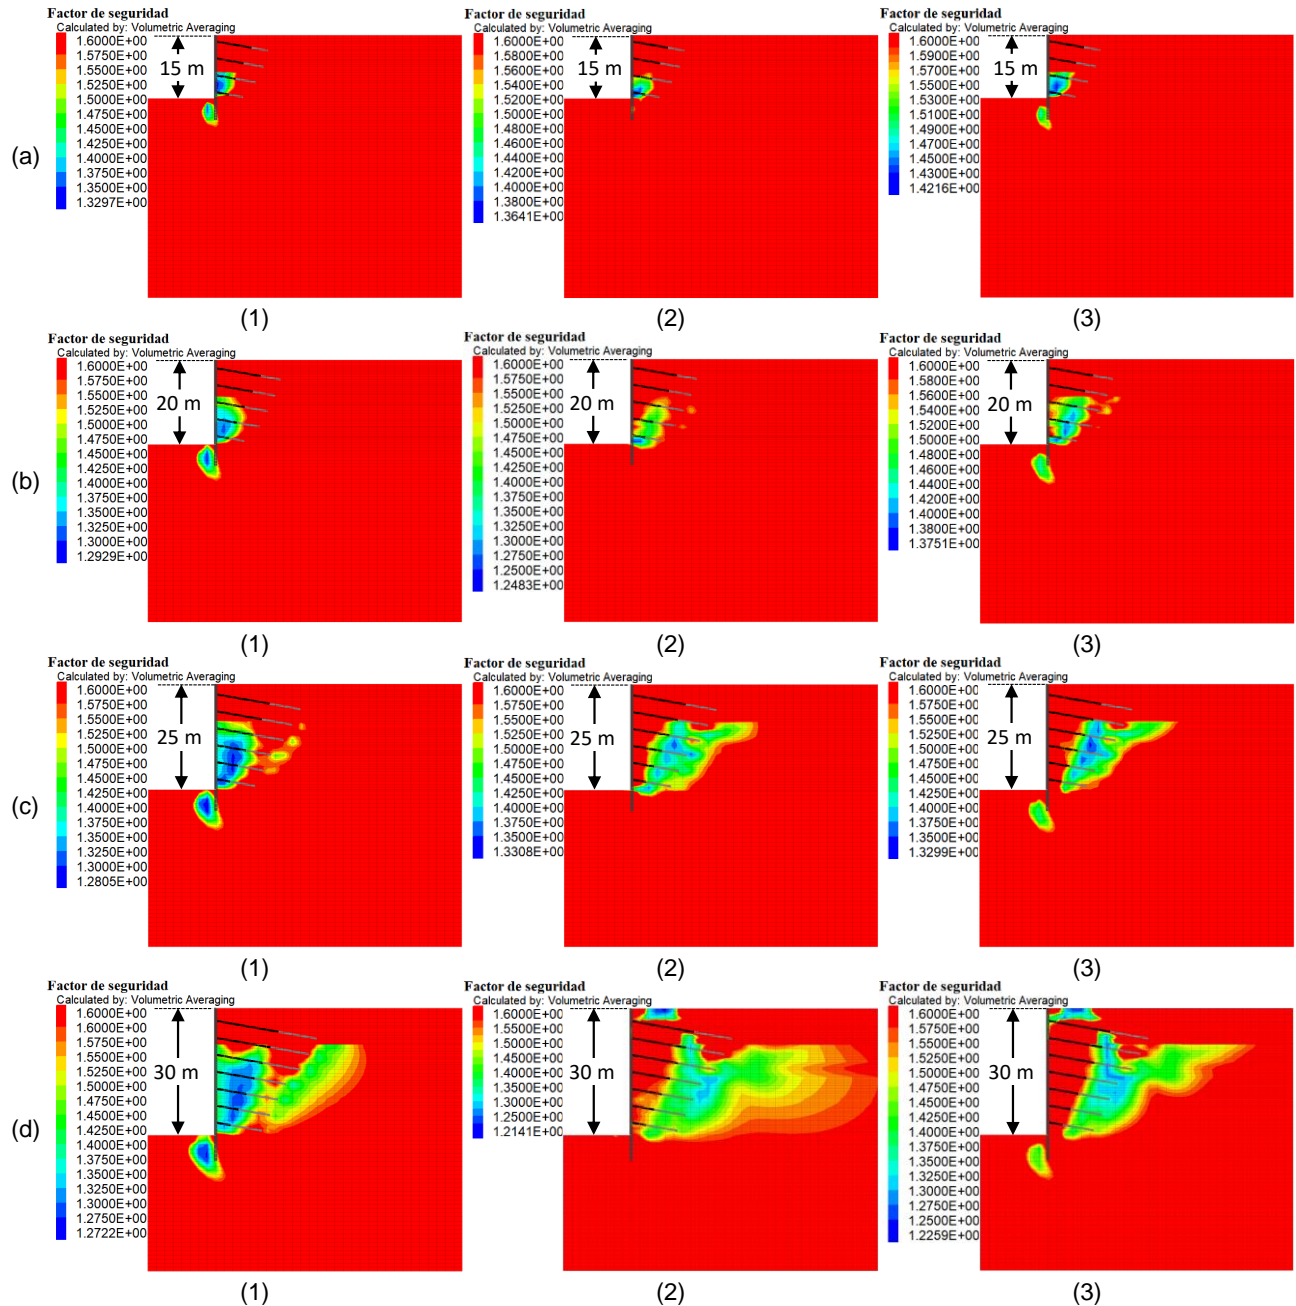 Factor de seguridad
Calculated by: Volumetric Averaging
1.6000E+00
1.5750E+00
1.5500E+00
1.5250E+00
1.5000E+00
1.4750E+00
1.4500E+00
1.4250E+00
1.4000E+00
1.3750E+00
1.3500E+00
1.3297E+00
15 m
(1)
Factor de seguridad
Calculated by: Volumetric Averaging
1.6000E+00
1.5800E+00
1.5600E+00
1.5400E+00
1.5200E+00
1.5000E+00
1.4800E+00
1.4600E+00
1.4400E+00
1.4200E+00
1.4000E+00
1.3800E+00
1.3641E+00
15 m
(2)
Factor de seguridad
Calculated by: Volumetric Averaging
1.6000E+00
1.5900E+00
1.5700E+00
1.5500E+00
1.5300E+00
1.5100E+00
1.4900E+00
1.4700E+00
1.4500E+00
1.4300E+00
1.4216E+00
15 m
(3)
(a)
Factor de seguridad
Calculated by: Volumetric Averaging
1.6000E+00
1.5750E+00
1.5500E+00
1.5250E+00
1.5000E+00
1.4750E+00
1.4500E+00
1.4250E+00
1.4000E+00
1.3750E+00
1.3500E+00
1.3250E+00
1.3000E+00
1.2929E+00
20 m
(1)
Factor de seguridad
Calculated by: Volumetric Averaging
1.6000E+00
1.5750E+00
1.5500E+00
1.5250E+00
1.5000E+00
1.4750E+00
1.4500E+00
1.4250E+00
1.4000E+00
1.3750E+00
1.3500E+00
1.3250E+00
1.3000E+00
1.2750E+00
1.2500E+00
1.2483E+00
20 m
(2)
Factor de seguridad
Calculated by: Volumetric Averaging
1.6000E+00
1.5800E+00
1.5600E+00
1.5400E+00
1.5200E+00
1.5000E+00
1.4800E+00
1.4600E+00
1.4400E+00
1.4200E+00
1.4000E+00
1.3800E+00
1.3751E+00
20 m
(3)
(b)
Factor de seguridad
Calculated by: Volumetric Averaging
1.6000E+00
1.5750E+00
1.5500E+00
1.5250E+00
1.5000E+00
1.4750E+00
1.4500E+00
1.4250E+00
1.4000E+00
1.3750E+00
1.3500E+00
1.3250E+00
1.3000E+00
1.2805E+00
25 m
(1)
Factor de seguridad
Calculated by: Volumetric Averaging
1.6000E+00
1.5750E+00
1.5500E+00
1.5250E+00
1.5000E+00
1.4750E+00
1.4500E+00
1.4250E+00
1.4000E+00
1.3750E+00
1.3500E+00
1.3308E+00
25 m
(2)
Factor de seguridad
Calculated by: Volumetric Averaging
1.6000E+00
1.5750E+00
1.5500E+00
1.5250E+00
1.5000E+00
1.4750E+00
1.4500E+00
1.4250E+00
1.4000E+00
1.3750E+00
1.3500E+00
1.3299E+00
25 m
(3)
(c)
Factor de seguridad
Calculated by: Volumetric Averaging
1.6000E+00
1.5750E+00
1.5500E+00
1.5250E+00
1.5000E+00
1.4750E+00
1.4500E+00
1.4250E+00
1.4000E+00
1.3750E+00
1.3500E+00
1.3250E+00
1.3000E+00
1.2750E+00
1.2722E+00
30 m
(1)
Factor de seguridad
Calculated by: Volumetric Averaging
1.6000E+00
1.5500E+00
1.5000E+00
1.4500E+00
1.4000E+00
1.3500E+00
1.3000E+00
1.2500E+00
1.2141E+00
30 m
(2)
Factor de seguridad
Calculated by: Volumetric Averaging
1.6000E+00
1.5750E+00
1.5500E+00
1.5250E+00
1.5000E+00
1.4750E+00
1.4500E+00
1.4250E+00
1.4000E+00
1.3750E+00
1.3500E+00
1.3250E+00
1.3000E+00
1.2750E+00
1.2500E+00
1.2259E+00
30 m
(3)
(d)